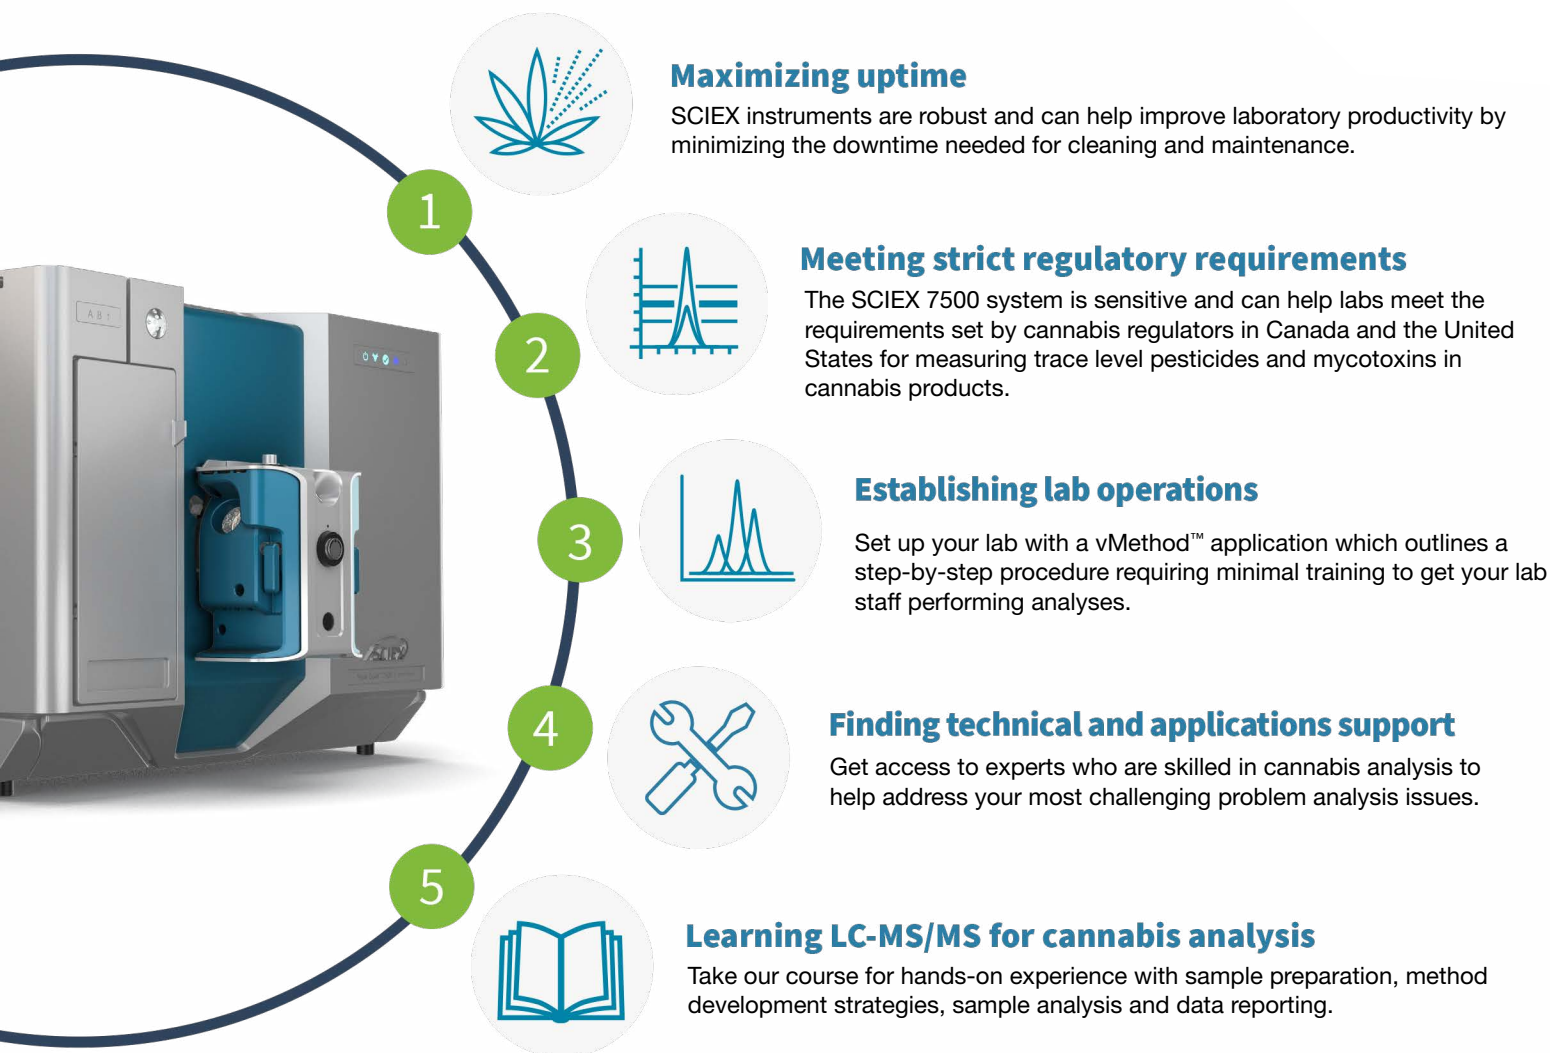 1
Maximizing uptime
SCIEX instruments are robust and can help improve laboratory productivity by
minimizing the downtime needed for cleaning and maintenance.
2
Meeting strict regulatory requirements
The SCIEX 7500 system is sensitive and can help labs meet the
requirements set by cannabis regulators in Canada and the United
States for measuring trace level pesticides and mycotoxins in
cannabis products.
3
Establishing lab operations
Set up your lab with a vMethod™ application which outlines a
step-by-step procedure requiring minimal training to get your lab
staff performing analyses.
4
Finding technical and applications support
Get access to experts who are skilled in cannabis analysis to
help address your most challenging problem analysis issues.
5
Learning LC-MS/MS for cannabis analysis
Take our course for hands-on experience with sample preparation, method
development strategies, sample analysis and data reporting.